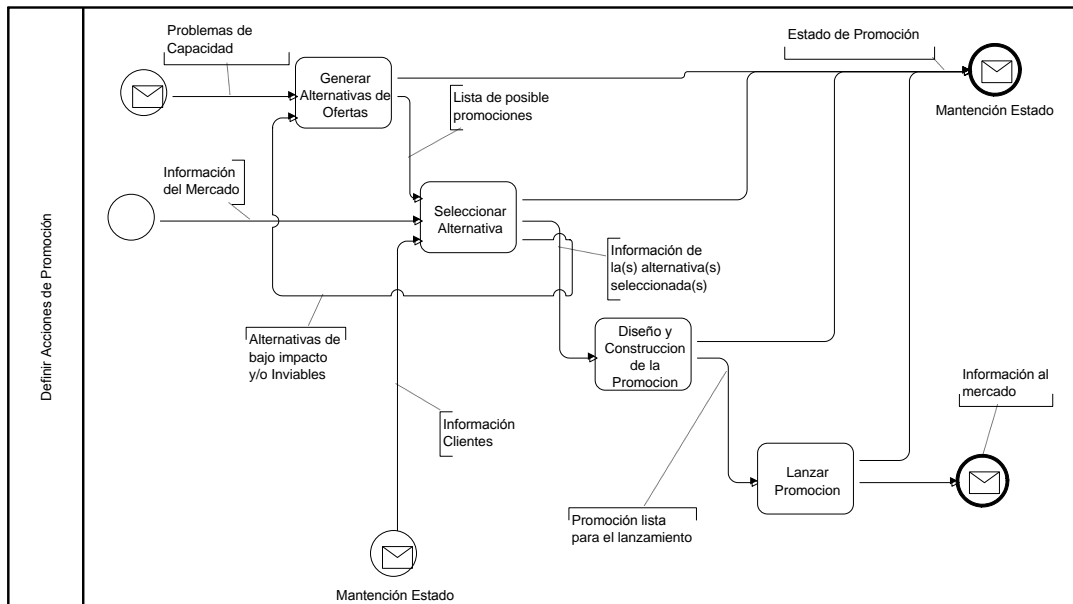 Definir Acciones de Promoción
Problemas de
Capacidad
Generar
Alternativas de
Ofertas
Estado de Promoción
Mantención Estado
Lista de posible
promociones
Información
del Mercado
Seleccionar
Alternativa
Información de
la(s) alternativa(s)
seleccionada(s)
Alternativas de
bajo impacto
y/o Inviables
Diseño y
Construccion
de la
Promocion
Información al
mercado
Información
Clientes
Lanzar
Promocion
Promoción lista
para el lanzamiento
Mantención Estado